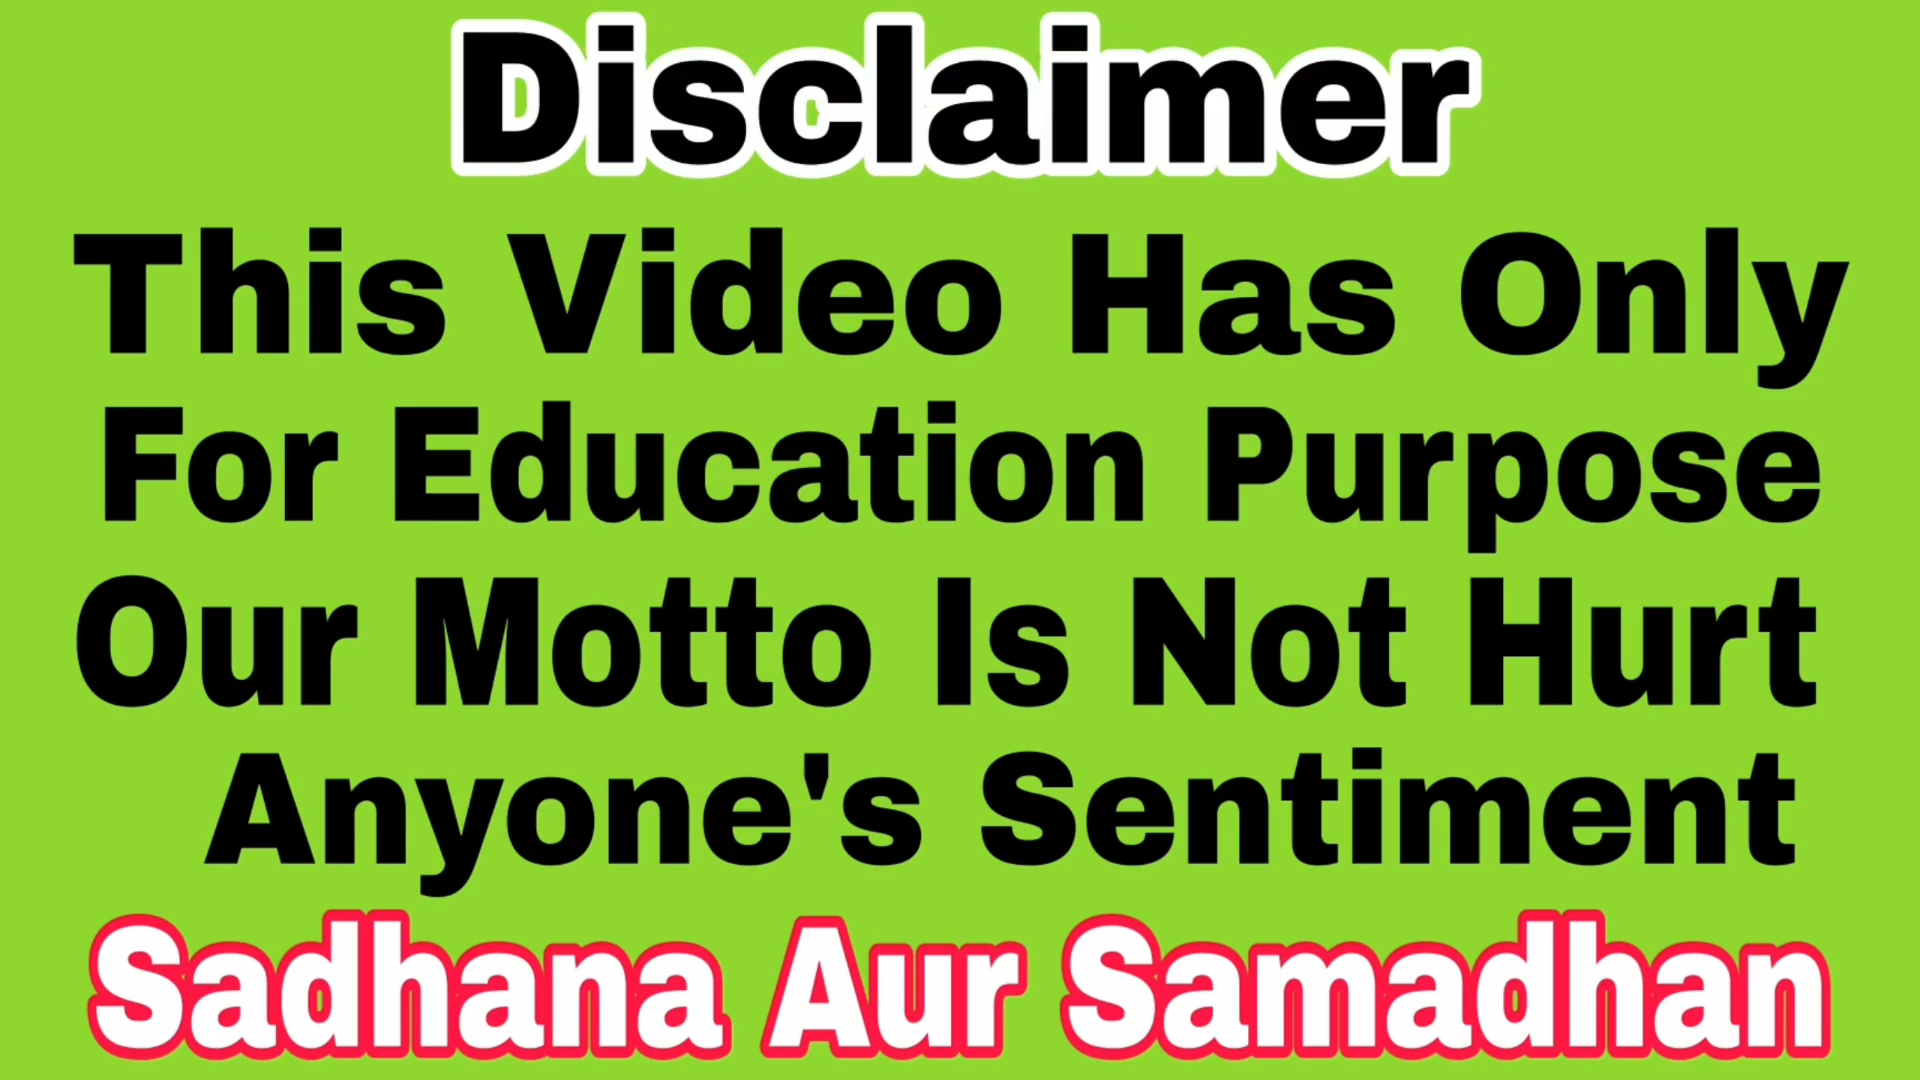 Disclaimer
This Video Has Only
For Education Purpose
Our Motto Is Not Hurt
Anyone's Sentiment
Sadhana Aur Samadhan